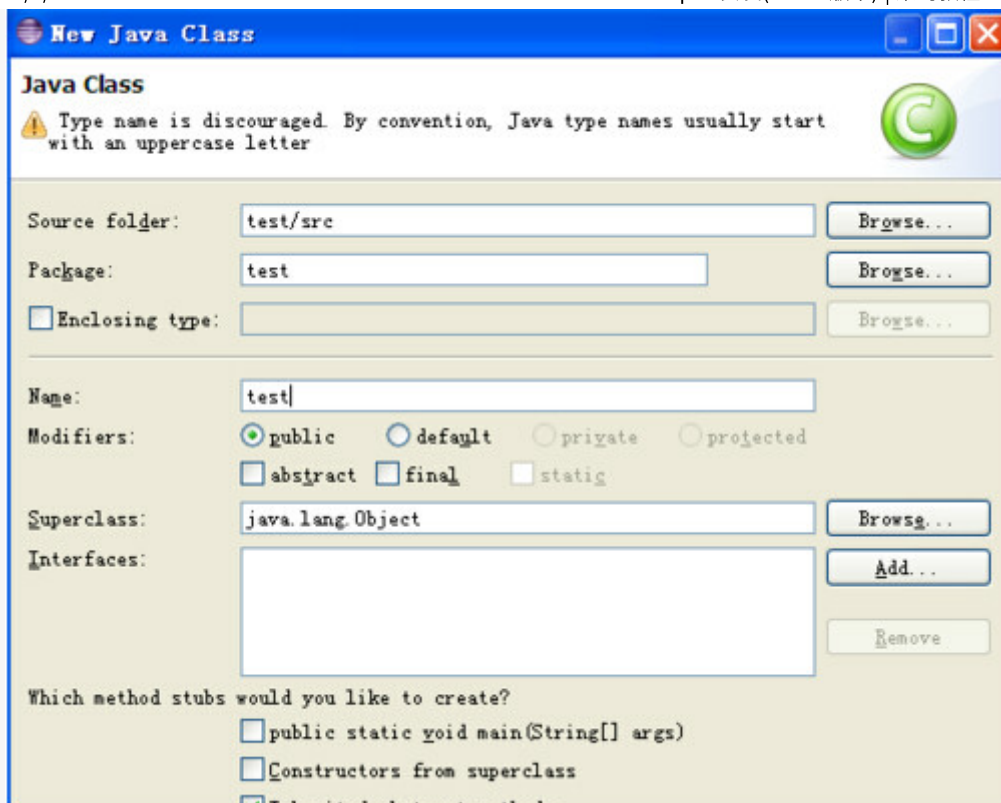 New Java Class
Java Class
Type name is discouraged. By convention, Java type names usually start
with an uppercase letter
Source folder: test/src Browse...
Package: test Browse...
Enclosing type: Browse...
Name: test
Modifiers: public default private protected
abstract final static
Superclass: java.lang.Object Browse...
Interfaces: Add...
Remove
Which method stubs would you like to create?
public static void main(String[] args)
Constructors from superclass